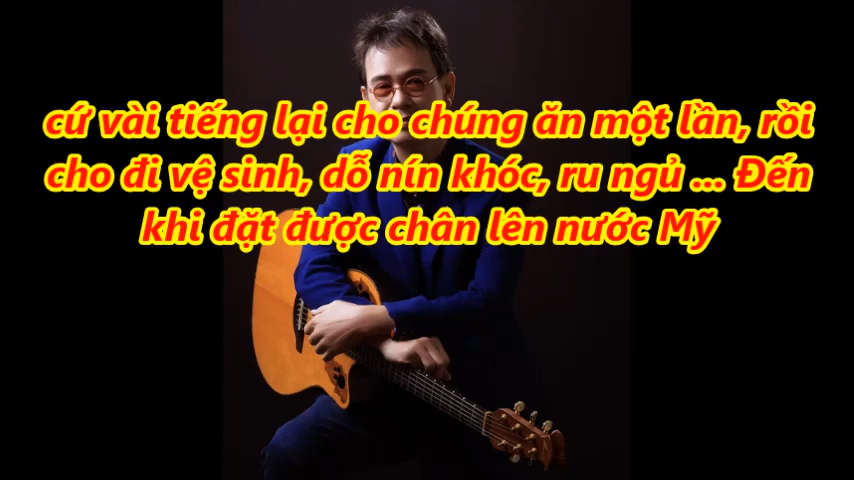 cứ vài tiếng lại cho chúng ăn một lần, rồi
cho đi vệ sinh, dỗ nín khóc, ru ngủ ... Đến
khi đặt được chân lên nước Mỹ